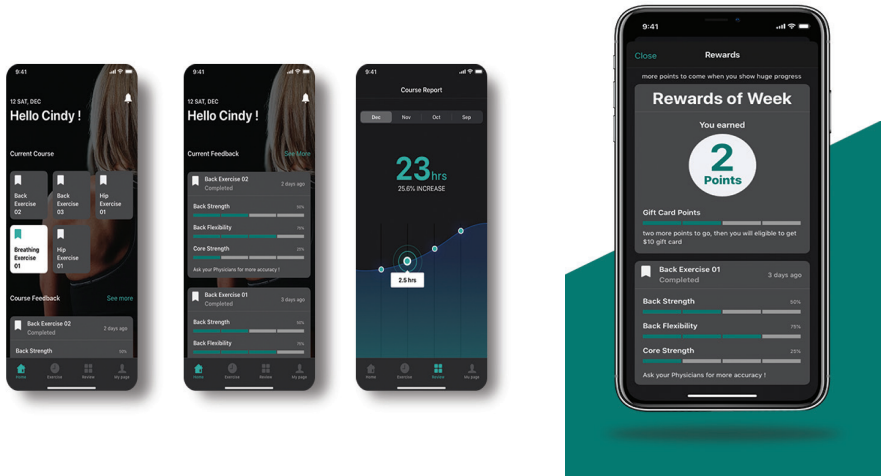 9:41
12 SAT, DEC
Hello Cindy !
Current Course
Back
Exercise
02
Back
Exercise
03
Hip
Exercise
01
Breathing
Exercise
01
Hip
Exercise
01
Course Feedback
See more
Back Exercise 02
2 days ago
Completed
Back Strength
50%
Home
Exercise
Review
My page
9:41
12 SAT, DEC
Hello Cindy !
Current Feedback
See More
Back Exercise 02
2 days ago
Completed
Back Strength
50%
Back Flexibility
75%
Core Strength
25%
Ask your Physicians for more accuracy !
Back Exercise 01
3 days ago
Completed
Back Strength
50%
Back Flexibility
75%
Home
Exercise
Review
My page
9:41
Course Report
Dec
Nov
Oct
Sep
23hrs
25.6% INCREASE
2.5 hrs
Home
Exercise
Review
My page
9:41
Close
Rewards
more points to come when you show huge progress
Rewards of Week
You earned
2
Points
Gift Card Points
two more points to go, then you will eligible to get
$10 gift card
Back Exercise 01
3 days ago
Completed
Back Strength
50%
Back Flexibility
75%
Core Strength
25%
Ask your Physicians for more accuracy !